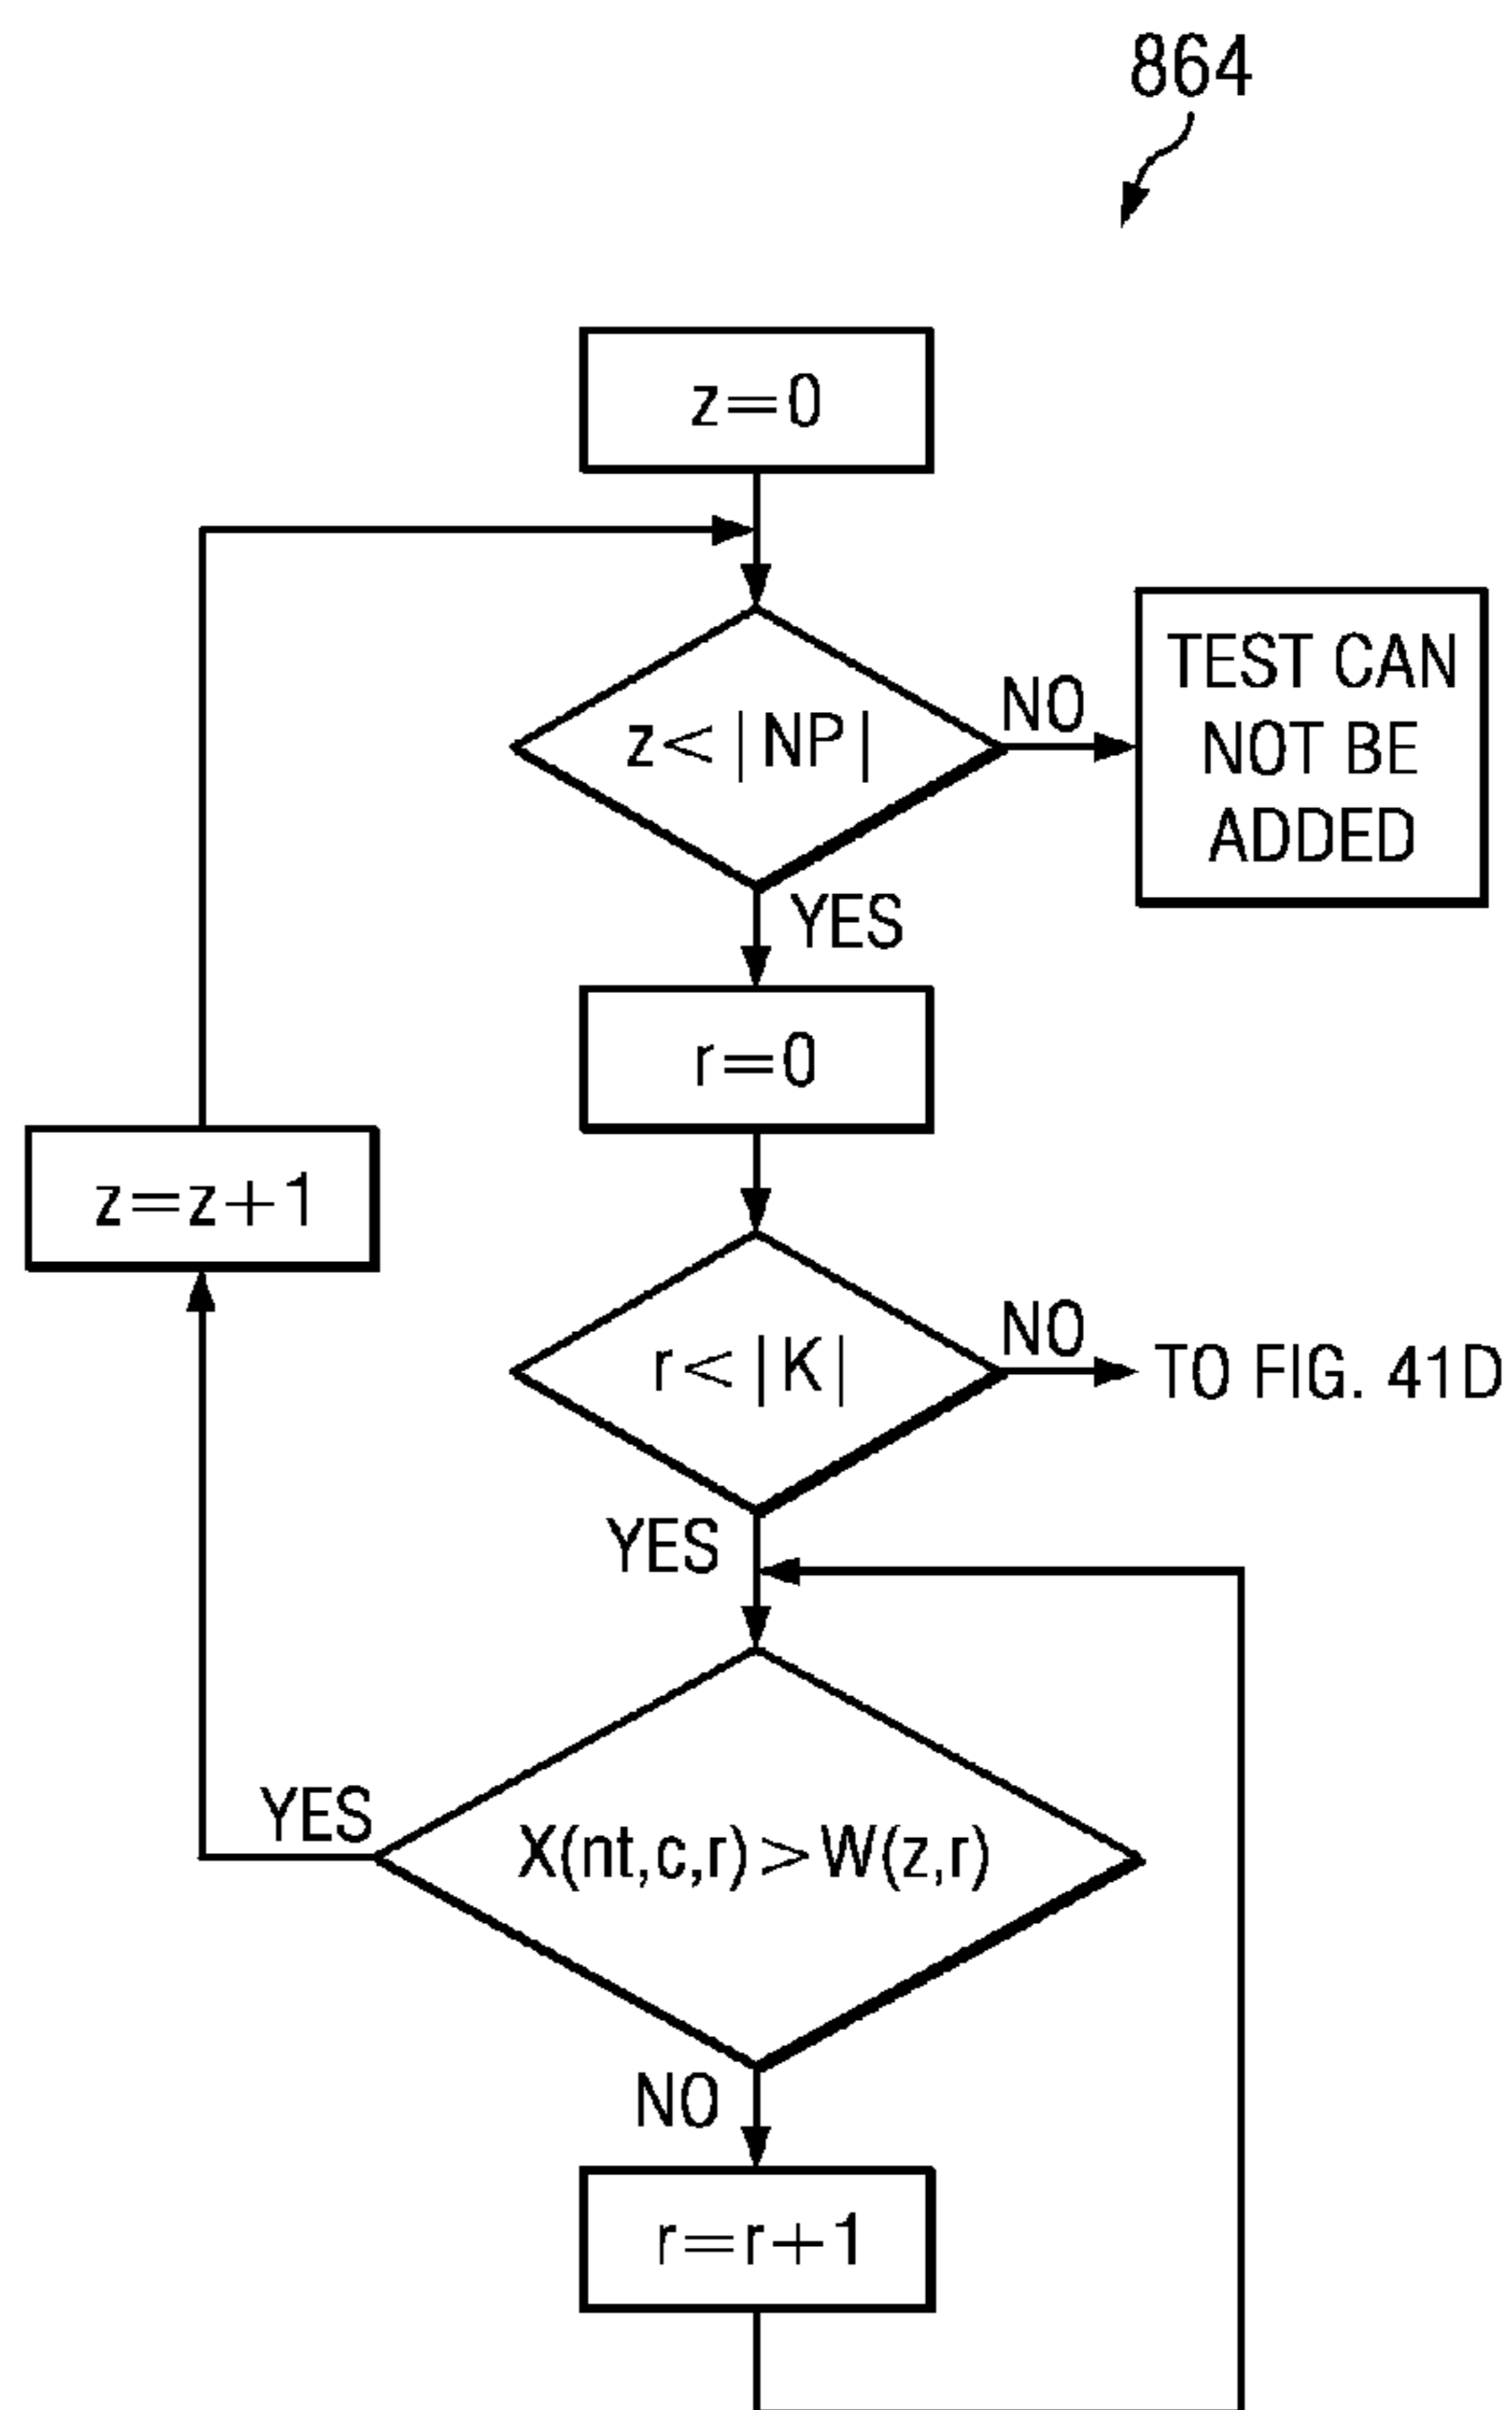 864
z=0
z<|NP|
NO
TEST CAN
NOT BE
ADDED
YES
r=0
z=z+1
r<|K|
NO
TO FIG. 41D
YES
YES
X(nt,c,r)>W(z,r)
NO
r=r+1